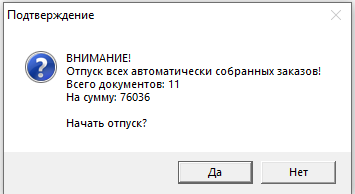 Подтверждение
ВНИМАНИЕ!
Отпуск всех автоматически собранных заказов!
Всего документов: 11
На сумму: 76036
Начать отпуск?
Да
Нет